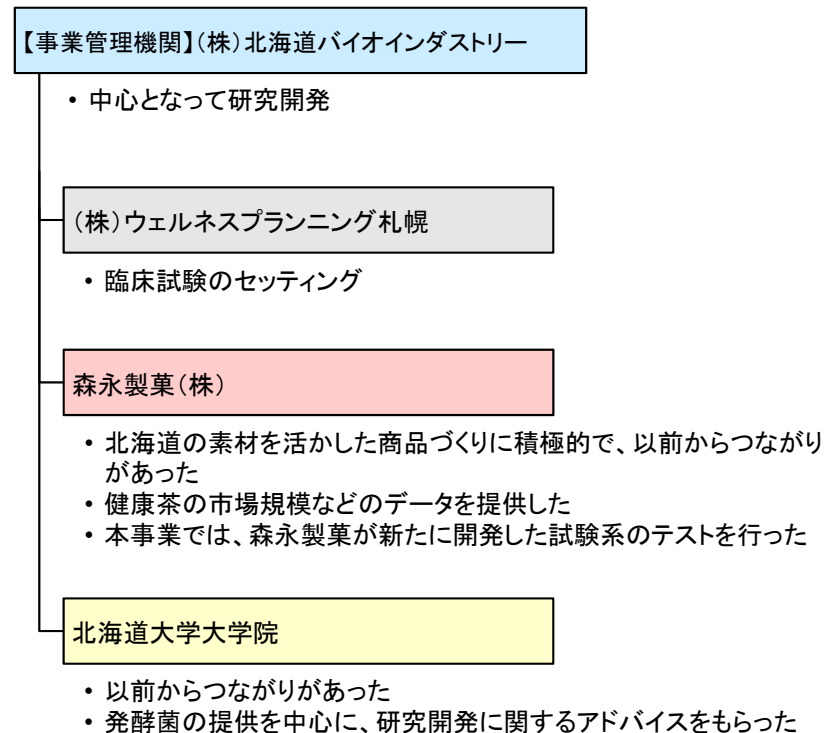 【事業管理機関】（株）北海道バイオインダストリー
• 中心となって研究開発
（株）ウェルネスプランニング札幌
• 臨床試験のセッティング
森永製菓（株）
• 北海道の素材を活かした商品づくりに積極的で、以前からつながり
があった
• 健康茶の市場規模などのデータを提供した
• 本事業では、森永製菓が新たに開発した試験系のテストを行った
北海道大学大学院
• 以前からつながりがあった
• 発酵菌の提供を中心に、研究開発に関するアドバイスをもらった